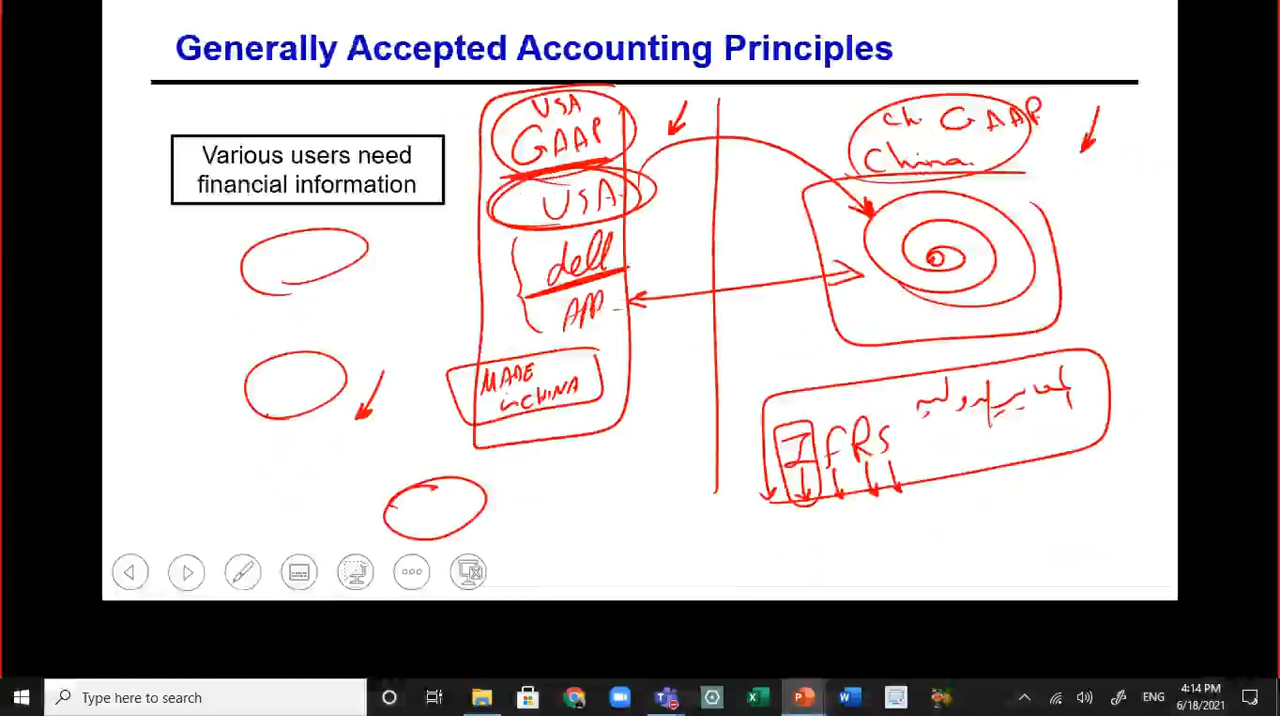 Generally Accepted Accounting Principles
Various users need
financial information
USA
GAAP
USA
dell
APP
MADE
in CHINA
ch GAAP
China
IFRs
Type here to search
ENG
4:14 PM
6/18/2021